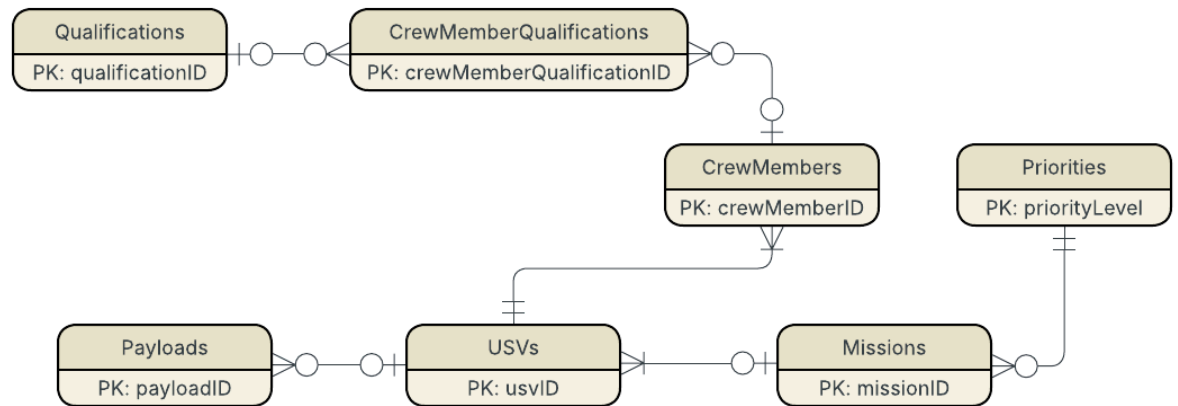 Qualifications
PK: qualificationID
CrewMemberQualifications
PK: crewMemberQualificationID
CrewMembers
PK: crewMemberID
Priorities
PK: priorityLevel
Payloads
PK: payloadID
USVs
PK: usvID
Missions
PK: missionID